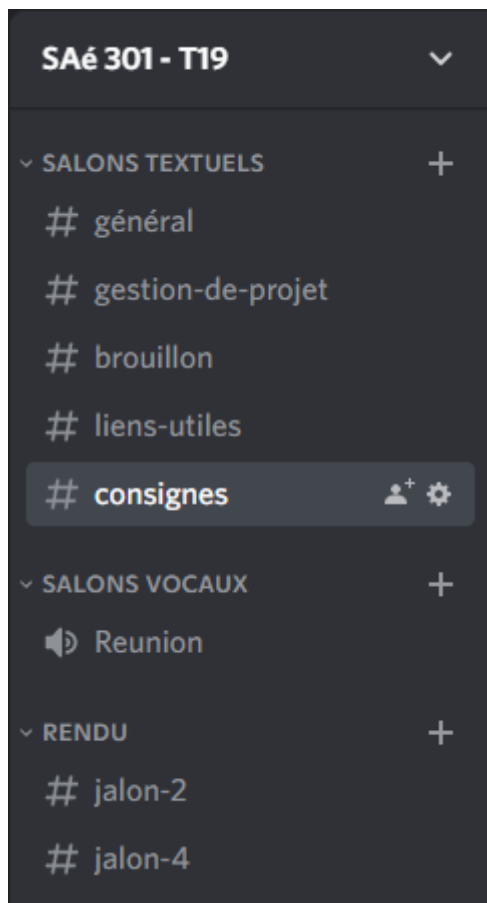 SAé 301 - T19
SALONS TEXTUELS
# général
# gestion-de-projet
# brouillon
# liens-utiles
# consignes
SALONS VOCAUX
Reunion
RENDU
# jalon-2
# jalon-4